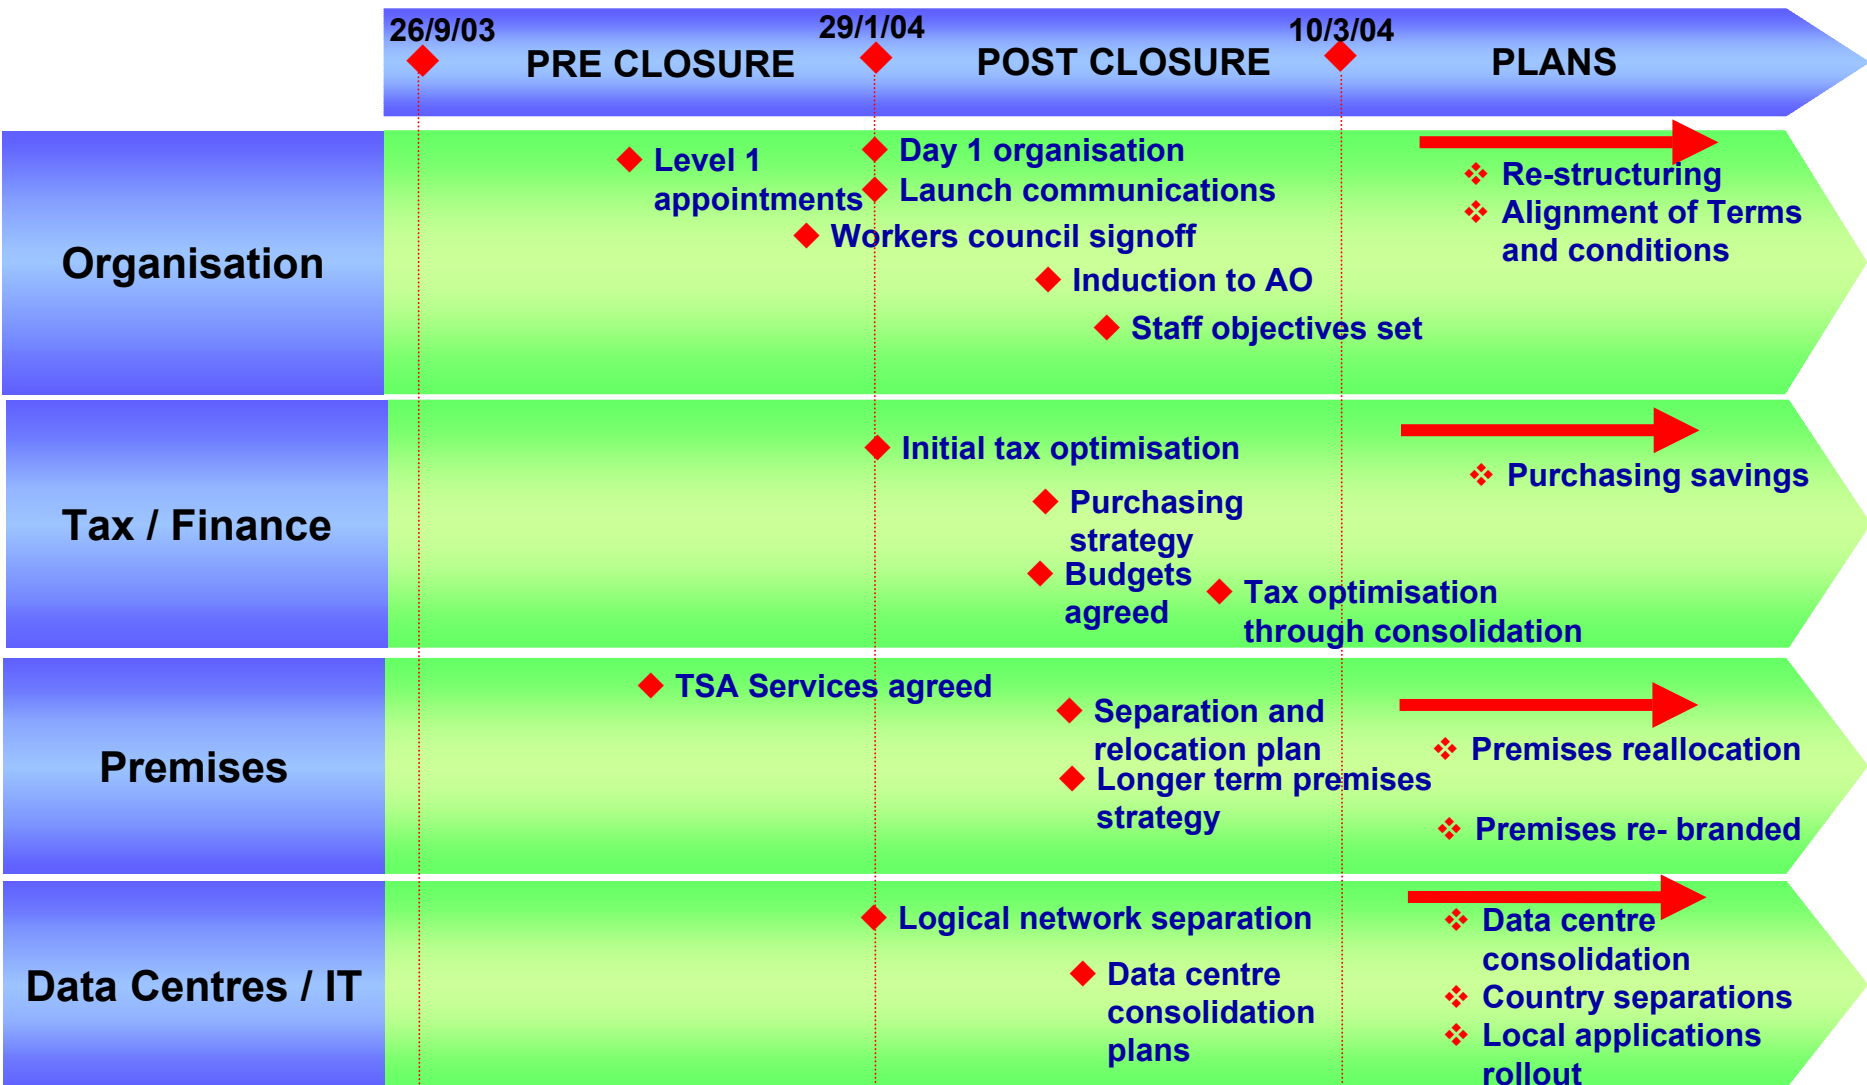 26/9/03
29/1/04
10/3/04
PRE CLOSURE
POST CLOSURE
PLANS
Organisation
Level 1
appointments
Day 1 organisation
Launch communications
Workers council signoff
Induction to AO
Staff objectives set
Re-structuring
Alignment of Terms
and conditions
Tax / Finance
Initial tax optimisation
Purchasing
strategy
Budgets
agreed
Tax optimisation
through consolidation
Purchasing savings
Premises
TSA Services agreed
Separation and
relocation plan
Longer term premises
strategy
Premises reallocation
Premises re- branded
Data Centres / IT
Logical network separation
Data centre
consolidation
plans
Data centre
consolidation
Country separations
Local applications
rollout